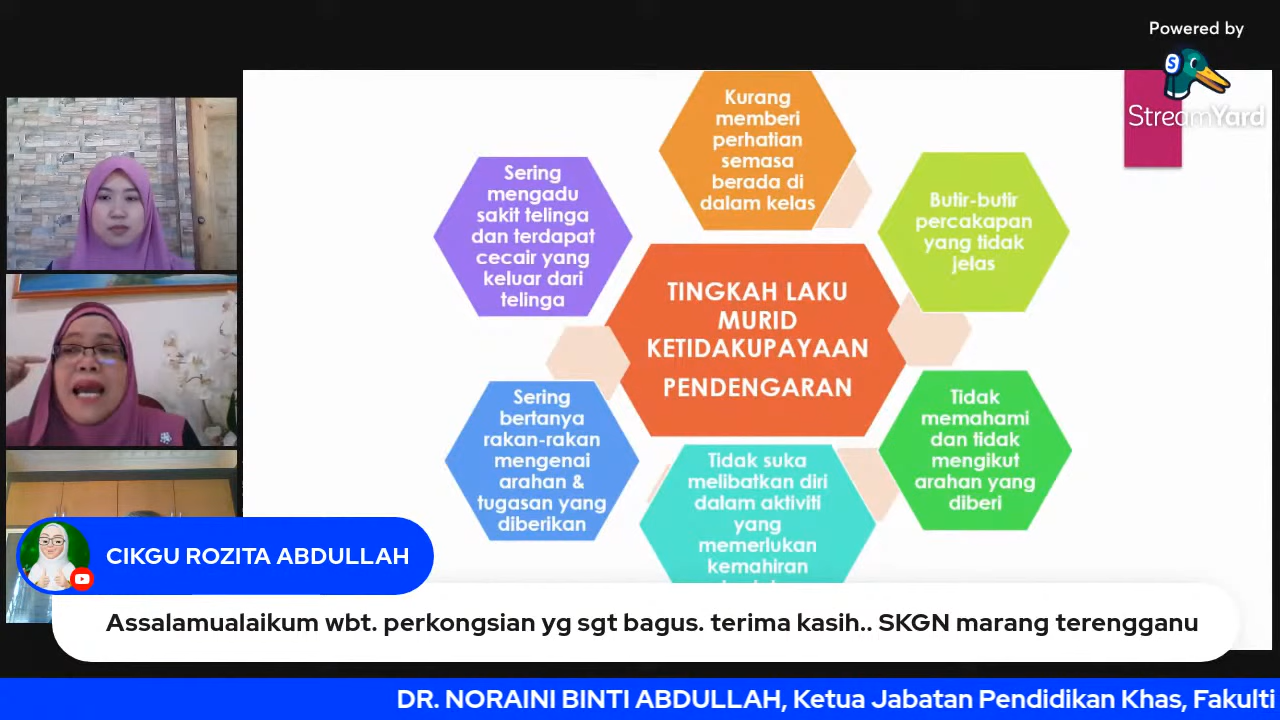 Powered by
StreamYard
Kurang
memberi
perhatian
semasa
berada di
dalam kelas
Sering
mengadu
sakit telinga
dan terdapat
cecair yang
keluar dari
telinga
Butir-butir
percakapan
yang tidak
jelas
TINGKAH LAKU
MURID
KETIDAKUPAYAAN
PENDENGARAN
Sering
bertanya
rakan-rakan
mengenai
arahan &
tugasan yang
diberikan
Tidak
memahami
dan tidak
mengikut
arahan yang
diberi
Tidak suka
melibatkan diri
dalam aktiviti
yang
memerlukan
kemahiran
CIKGU ROZITA ABDULLAH
Assalamualaikum wbt. perkongsian yg sgt bagus. terima kasih.. SKGN marang terengganu
DR. NORAINI BINTI ABDULLAH, Ketua Jabatan Pendidikan Khas, Fakulti